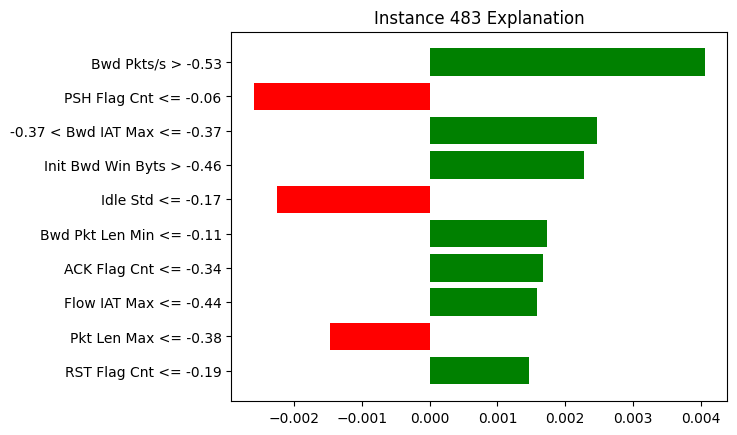 Instance 483 Explanation
Bwd Pkts/s > -0.53
PSH Flag Cnt <= -0.06
-0.37 < Bwd IAT Max <= -0.37
Init Bwd Win Byts > -0.46
Idle Std <= -0.17
Bwd Pkt Len Min <= -0.11
ACK Flag Cnt <= -0.34
Flow IAT Max <= -0.44
Pkt Len Max <= -0.38
RST Flag Cnt <= -0.19
−0.002 −0.001 0.000 0.001 0.002 0.003 0.004